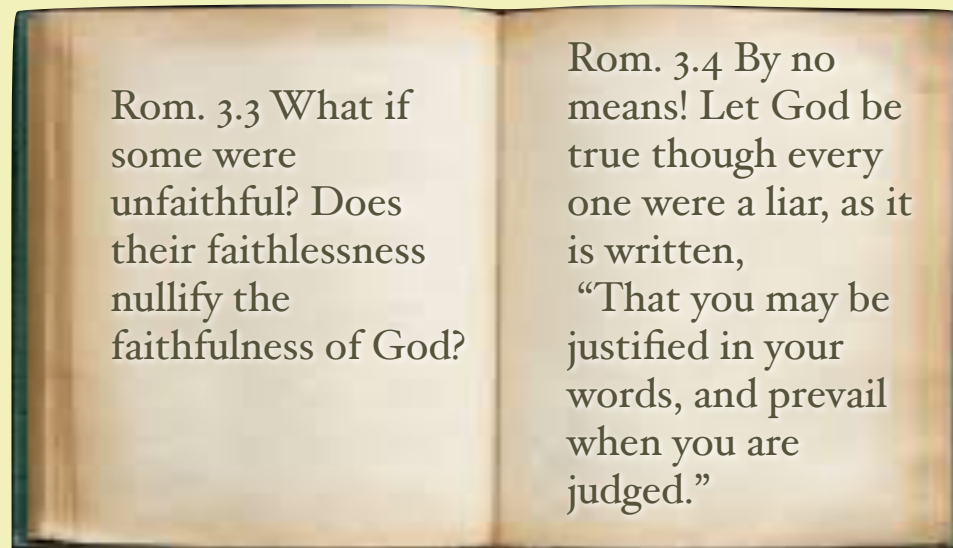 Rom. 3.3 What if
some were
unfaithful? Does
their faithlessness
nullify the
faithfulness of God?
Rom. 3.4 By no
means! Let God be
true though every
one were a liar, as it
is written,
“That you may be
justified in your
words, and prevail
when you are
judged.”